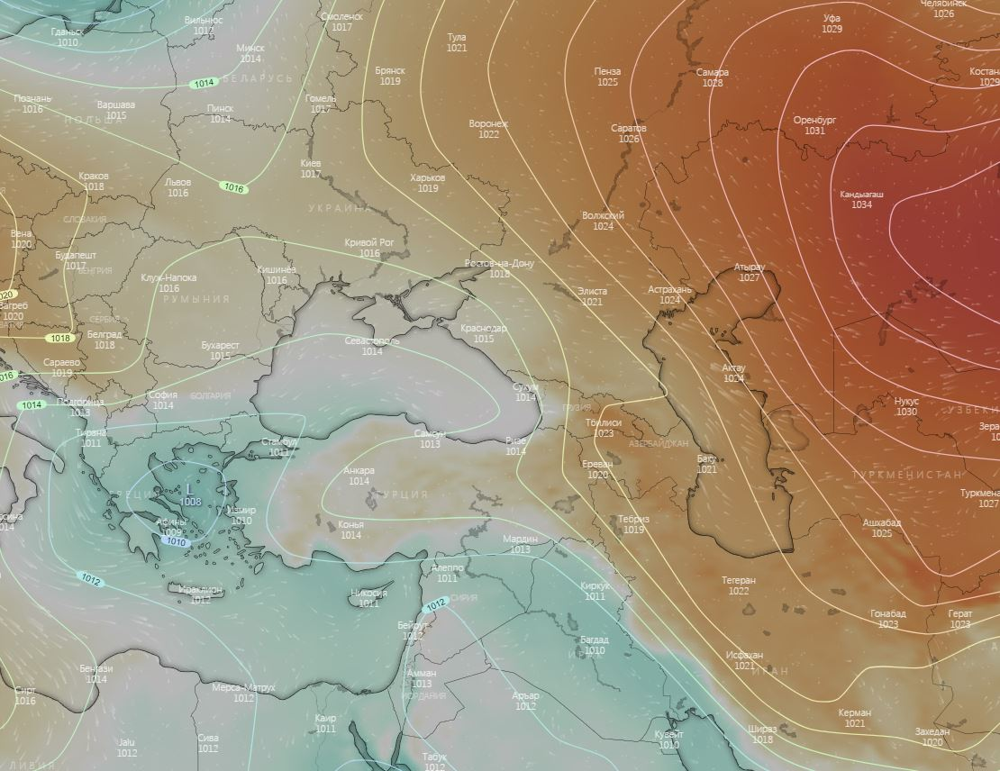 Гданьск
1010
Вильнюс
1012
Смоленск
1017
Тула
1021
Уфа
1029
Челябинск
1026
Минск
1014
БЕЛАРУСЬ
1014
Брянск
1019
Пенза
1025
Самара
1028
1029
Познань
1016
Варшава
1015
Пинск
1014
Гомель
1017
Воронеж
1022
Саратов
1026
Оренбург
1031
Краков
1018
Львов
1016
1016
Киев
1017
Харьков
1019
Кандыагаш
1034
УКРАИНА
Волжский
1024
СЛОВАКИЯ
Вена
1020
Будапешт
1017
ВЕНГРИЯ
Клуж-Напока
1016
РУМЫНИЯ
Кишинёв
1016
Кривой Рог
1016
Ростов-на-Дону
1018
Элиста
1021
Астрахань
1024
Атырау
1027
Загреб
1020
СЕРБИЯ
Белград
1018
1018
Бухарест
1015
Севастополь
1014
Краснодар
1015
Сараево
1019
Актау
1024
1014
Подгорица
1013
София
1014
БОЛГАРИЯ
Сухум
1014
ГРУЗИЯ
Нукус
1030
Тирана
1011
Стамбул
1011
Самсун
1013
Ризе
1014
Тбилиси
1023
АЗЕРБАЙДЖАН
Анкара
1014
ТУРЦИЯ
Ереван
1020
Баку
1021
ТУРКМЕНИСТАН
L
1008
Афины
1009
1010
Измир
1010
Конья
1014
Мардин
1013
Тебриз
1019
Ашхабад
1025
1027
1012
Ираклион
1012
Никосия
1011
Алеппо
1011
1012
СИРИЯ
Киркук
1011
Тегеран
1022
Гонабад
1023
Герат
1023
Бейрут
1012
Багдад
1010
ИРАК
Исфахан
1021
ИРАН
Бенгази
1014
Сирт
1016
Мерса-Матрух
1012
Амман
1013
ИОРДАНИЯ
Аръар
1012
Керман
1021
Каир
1011
Jalu
1012
Сива
1012
Табук
1012
Кувейт
1010
Шираз
1018
Захедан
1020
ЛИВИЯ